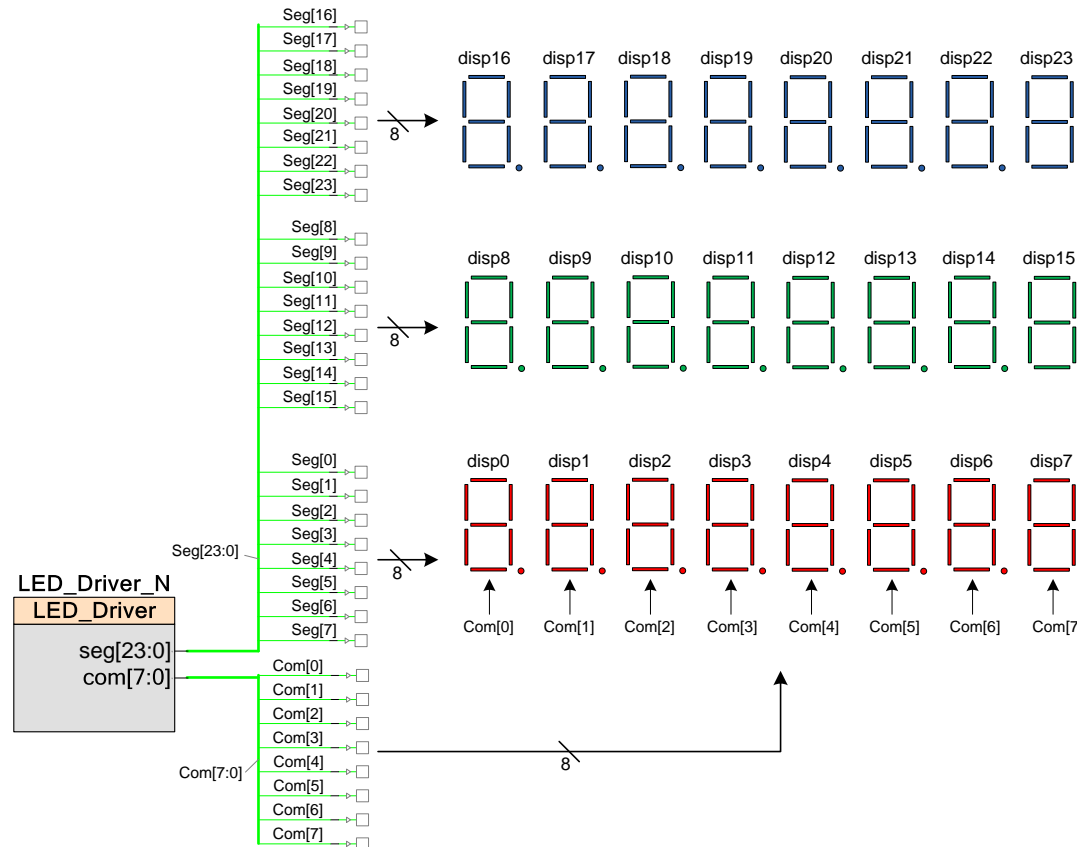 Seg[16]
Seg[17]
Seg[18]
Seg[19]
Seg[20]
Seg[21]
Seg[22]
Seg[23]
8
disp16 disp17 disp18 disp19 disp20 disp21 disp22 disp23
Seg[8]
Seg[9]
Seg[10]
Seg[11]
Seg[12]
Seg[13]
Seg[14]
Seg[15]
8
disp8 disp9 disp10 disp11 disp12 disp13 disp14 disp15
Seg[0]
Seg[1]
Seg[2]
Seg[3]
Seg[4]
Seg[5]
Seg[6]
Seg[7]
8
disp0 disp1 disp2 disp3 disp4 disp5 disp6 disp7
Com[0] Com[1] Com[2] Com[3] Com[4] Com[5] Com[6] Com[7
Seg[23:0]
LED_Driver_N
LED_Driver
seg[23:0]
com[7:0]
Com[0]
Com[1]
Com[2]
Com[3]
Com[4]
Com[5]
Com[6]
Com[7]
Com[7:0]
8